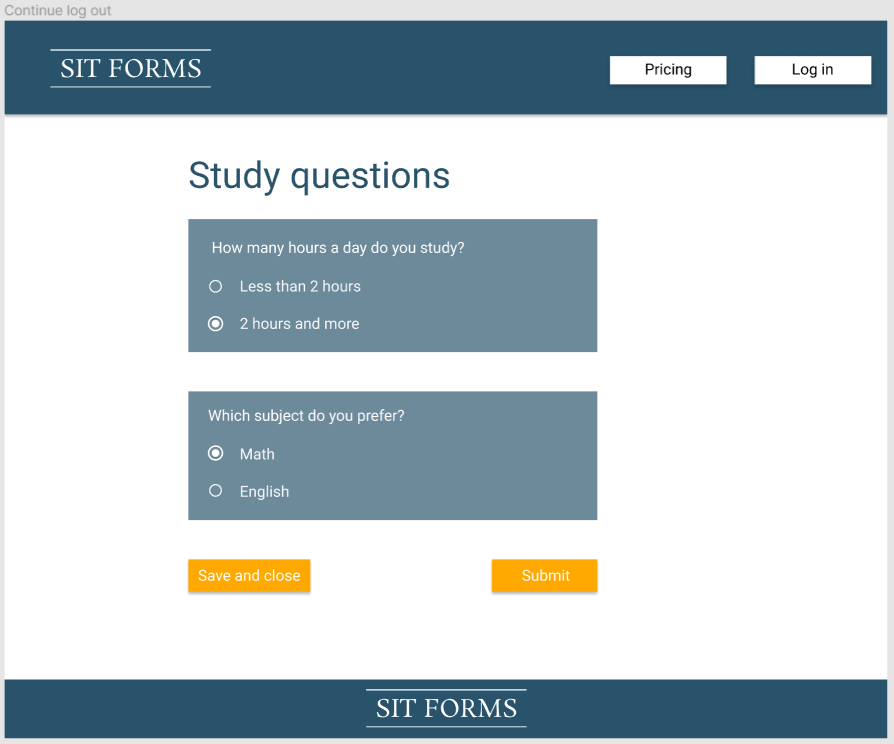 Continue log out
SIT FORMS
Pricing
Log in
Study questions
How many hours a day do you study?
Less than 2 hours
2 hours and more
Which subject do you prefer?
Math
English
Save and close
Submit
SIT FORMS